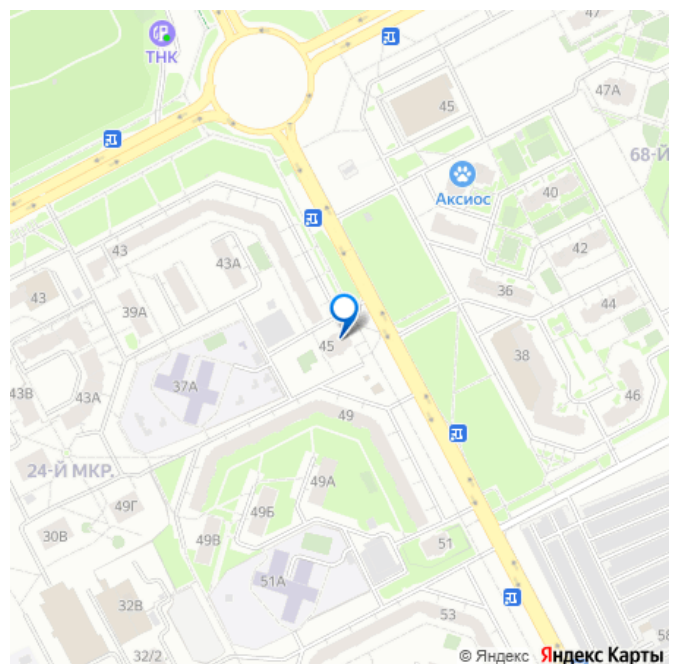 47
ТНК
47А
45
68-Й
Аксиос
40
43
43А
42
36
43
39А
44
45
38
37А
43В
43А
46
49
24-Й МКР.
49А
49Г
49Б
30В
49В
51
51А
32В
53
58
32/2
© Яндекс Яндекс Карты